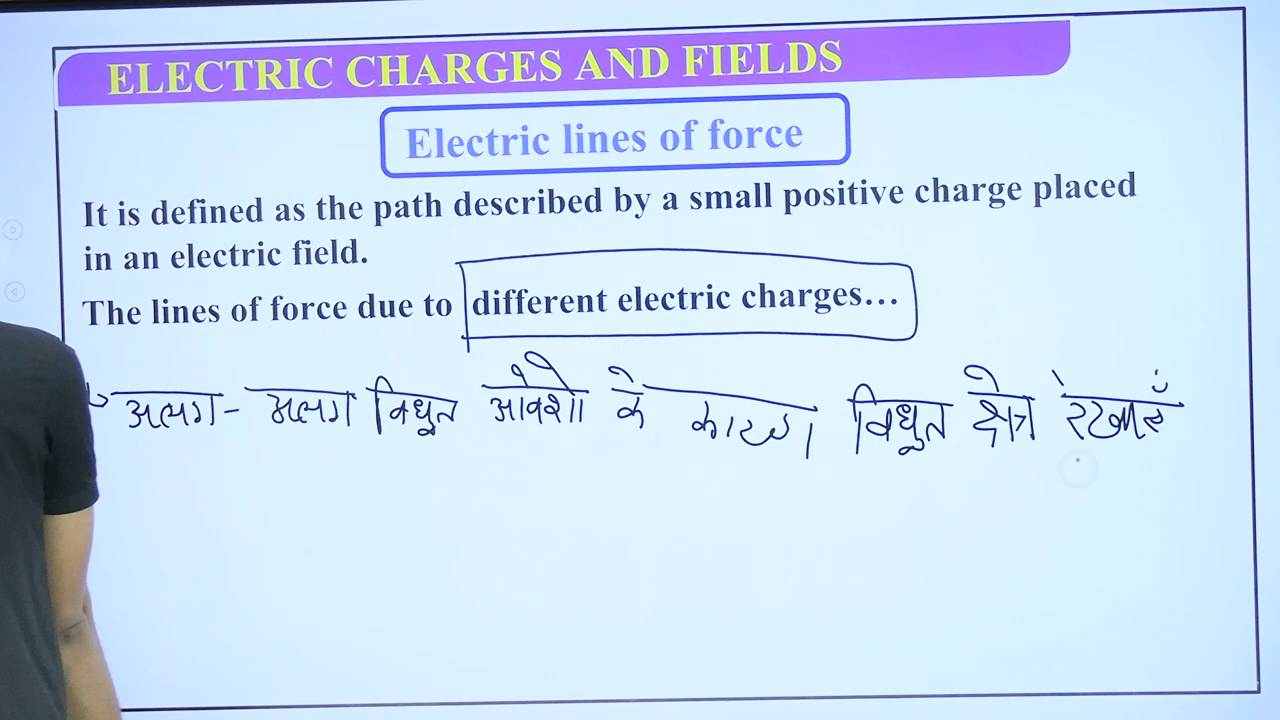 ELECTRIC CHARGES AND FIELDS
Electric lines of force
It is defined as the path described by a small positive charge placed
in an electric field.
The lines of force due to different electric charges...
अलग- अलग विधुत आवेशों के कारण विधुत क्षेत्र रेखाएँ